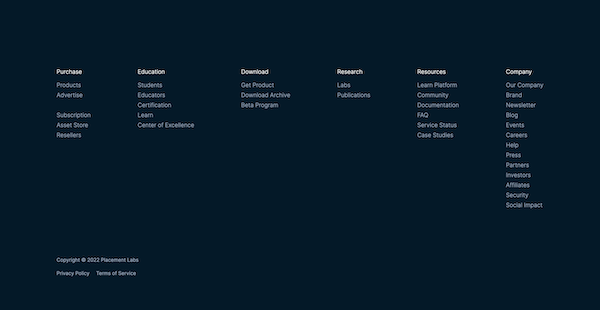 Purchase
Products
Advertise
Subscription
Asset Store
Resellers
Education
Students
Educators
Certification
Learn
Center of Excellence
Download
Get Product
Download Archive
Beta Program
Research
Labs
Publications
Resources
Learn Platform
Community
Documentation
FAQ
Service Status
Case Studies
Company
Our Company
Brand
Newsletter
Blog
Events
Careers
Help
Press
Partners
Investors
Affiliates
Security
Social Impact
Copyright © 2022 Placement Labs
Privacy Policy Terms of Service